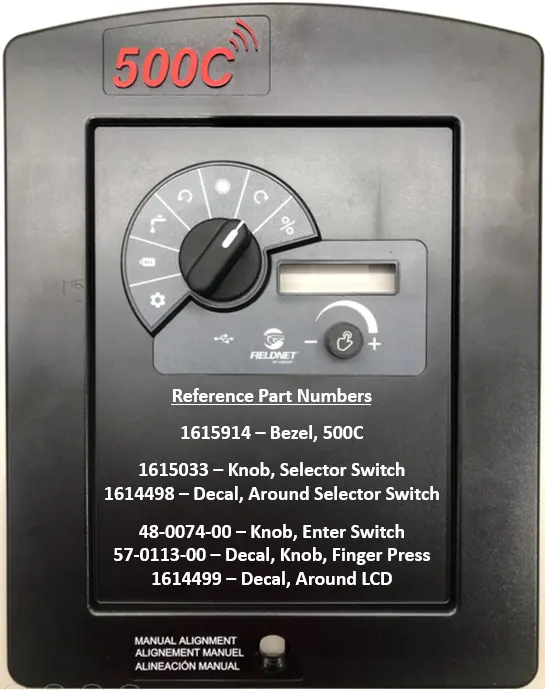 500C
%
FIELDNET
− +
Reference Part Numbers
1615914 – Bezel, 500C
1615033 – Knob, Selector Switch
1614498 – Decal, Around Selector Switch
48-0074-00 – Knob, Enter Switch
57-0113-00 – Decal, Knob, Finger Press
1614499 – Decal, Around LCD
MANUAL ALIGNMENT
ALIGNEMENT MANUEL
ALINEACIÓN MANUAL